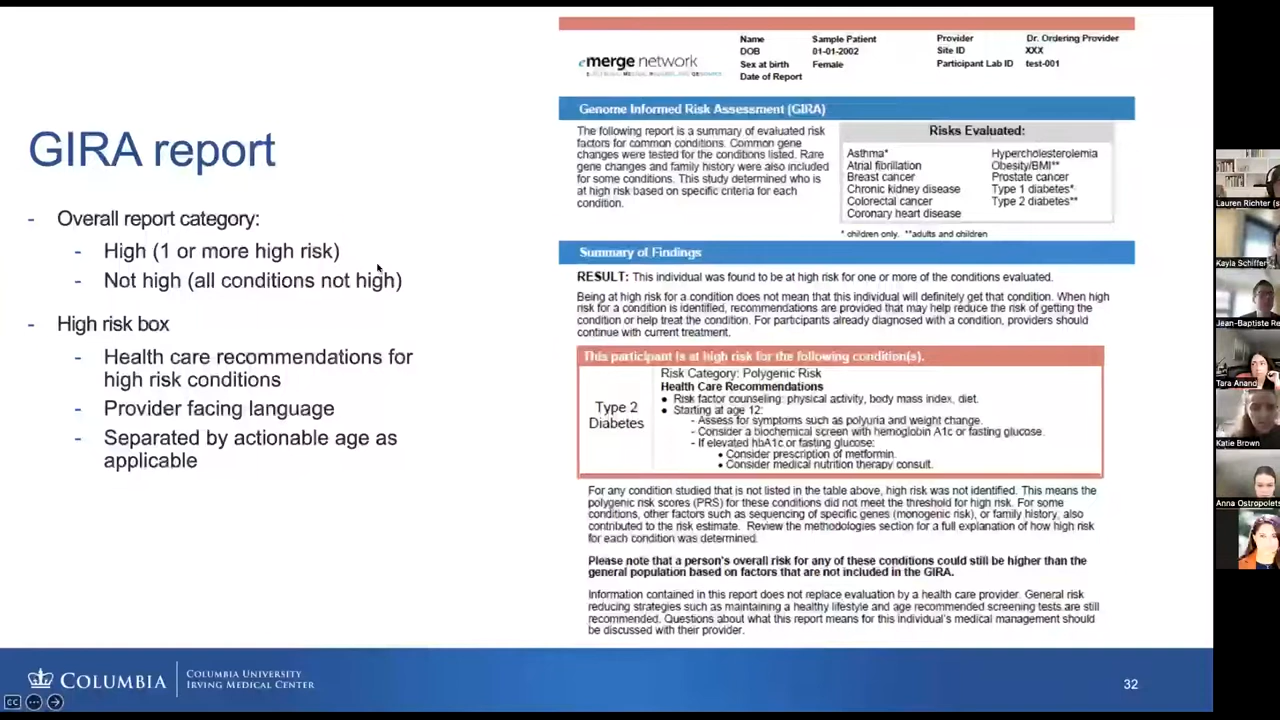 GIRA report
- Overall report category:
- High (1 or more high risk)
- Not high (all conditions not high)
- High risk box
- Health care recommendations for
high risk conditions
- Provider facing language
- Separated by actionable age as
applicable
emerge network
Name Sample Patient Provider Dr. Ordering Provider
DOB 01-01-2002 Site ID XXX
Sex at birth Female Participant Lab ID test-001
Date of Report
Genome Informed Risk Assessment (GIRA)
The following report is a summary of evaluated risk
factors for common conditions. Common gene
changes were tested for the conditions listed. Rare
gene changes and family history were also included
for some conditions. This study determined who is
at high risk based on specific criteria for each
condition.
Risks Evaluated:
Asthma* Hypercholesterolemia
Atrial fibrillation Obesity/BMI**
Breast cancer Prostate cancer
Chronic kidney disease Type 1 diabetes*
Colorectal cancer Type 2 diabetes**
Coronary heart disease
* children only. **adults and children
Summary of Findings
RESULT: This individual was found to be at high risk for one or more of the conditions evaluated.
Being at high risk for a condition does not mean that this individual will definitely get that condition. When high
risk for a condition is identified, recommendations are provided that may help reduce the risk of getting the
condition or help treat the condition. For participants already diagnosed with a condition, providers should
continue with current treatment.
This participant is at high risk for the following condition(s).
Type 2
Diabetes
Risk Category: Polygenic Risk
Health Care Recommendations
● Risk factor counseling: physical activity, body mass index, diet.
● Starting at age 12:
- Assess for symptoms such as polyuria and weight change.
- Consider a biochemical screen with hemoglobin A1c or fasting glucose.
- If elevated hbA1c or fasting glucose:
● Consider prescription of metformin.
● Consider medical nutrition therapy consult.
For any condition studied that is not listed in the table above, high risk was not identified. This means the
polygenic risk scores (PRS) for these conditions did not meet the threshold for high risk. For some
conditions, other factors such as sequencing of specific genes (monogenic risk), or family history, also
contributed to the risk estimate. Review the methodologies section for a full explanation of how high risk
for each condition was determined.
Please note that a person's overall risk for any of these conditions could still be higher than the
general population based on factors that are not included in the GIRA.
Information contained in this report does not replace evaluation by a health care provider. General risk
reducing strategies such as maintaining a healthy lifestyle and age recommended screening tests are still
recommended. Questions about what this report means for this individual's medical management should
be discussed with their provider.
Lauren Richter (s
Kayla Schiffer
Jean-Baptiste Re
Tara Anand
Katie Brown
Anna Ostropolets
COLUMBIA
COLUMBIA UNIVERSITY
IRVING MEDICAL CENTER
32
CC